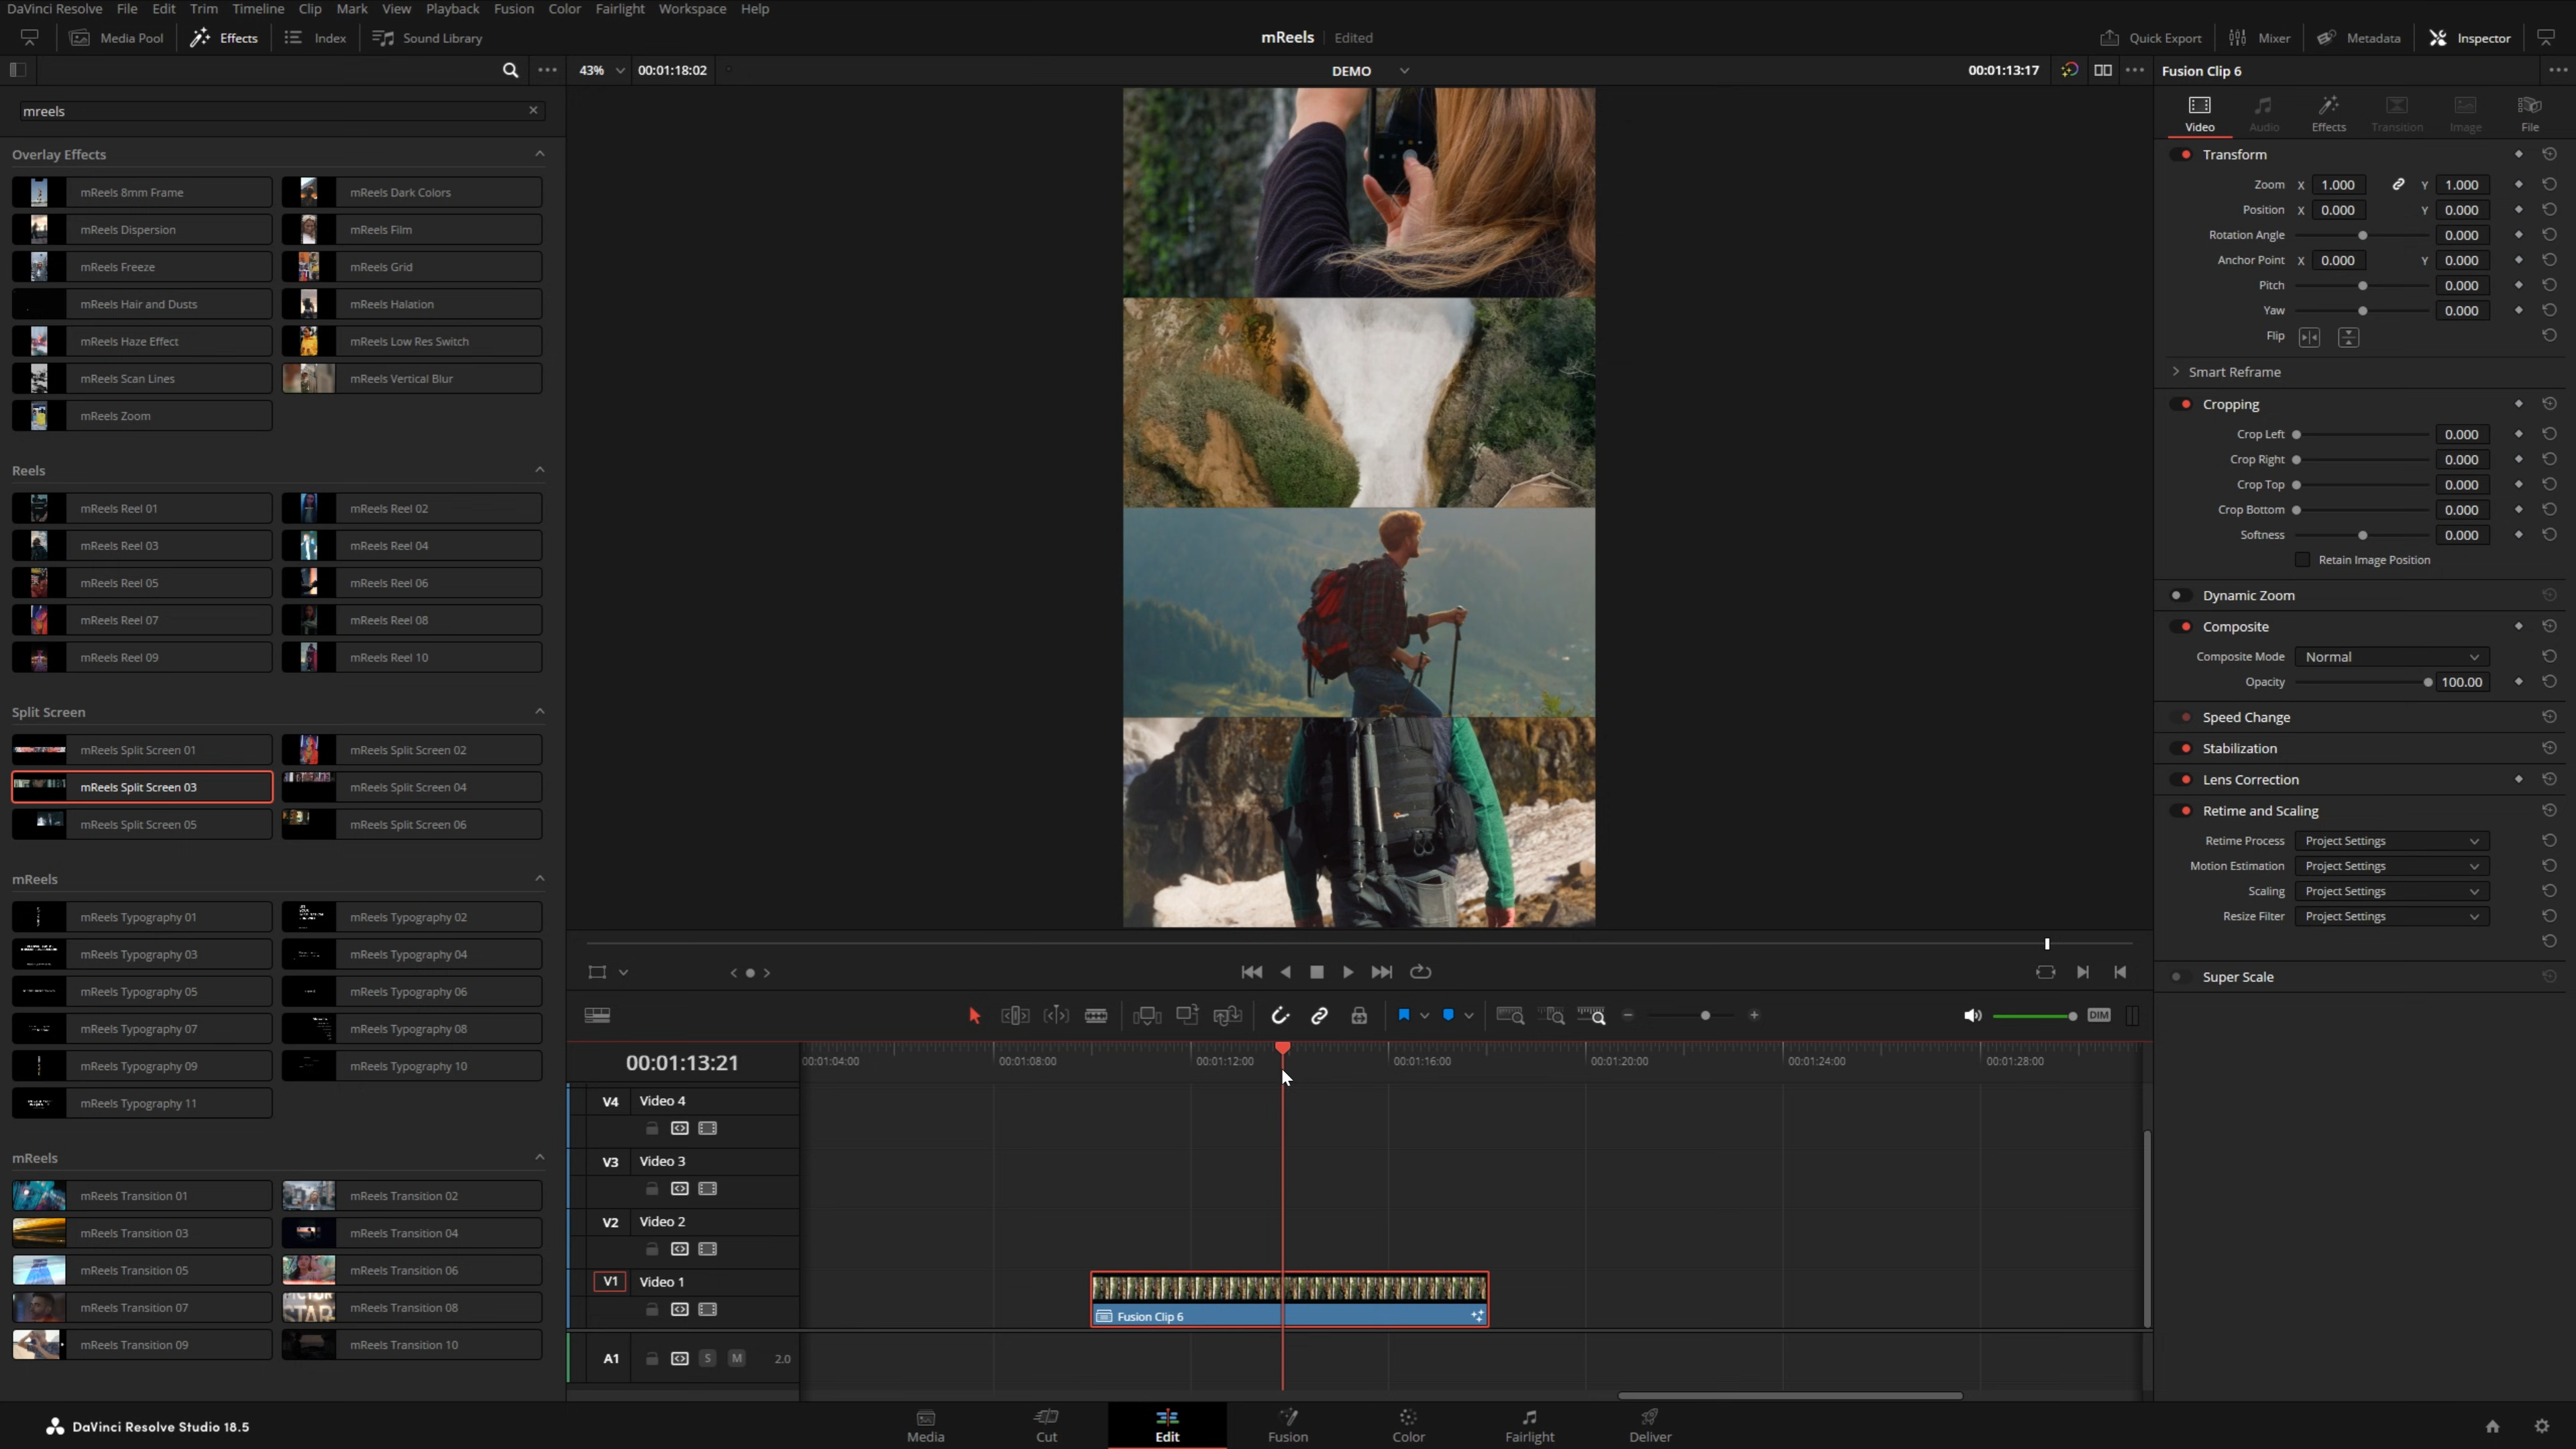 DaVinci Resolve File Edit Trim Timeline Clip Mark View Playback Fusion Color Fairlight Workspace Help
Media Pool Effects Index Sound Library mReels Edited Quick Export Mixer Metadata Inspector
43% 00:01:18:02 DEMO 00:01:13:17 Fusion Clip 6
mreels
Overlay Effects
mReels 8mm Frame mReels Dark Colors
mReels Dispersion mReels Film
mReels Freeze mReels Grid
mReels Hair and Dusts mReels Halation
mReels Haze Effect mReels Low Res Switch
mReels Scan Lines mReels Vertical Blur
mReels Zoom
Reels
mReels Reel 01 mReels Reel 02
mReels Reel 03 mReels Reel 04
mReels Reel 05 mReels Reel 06
mReels Reel 07 mReels Reel 08
mReels Reel 09 mReels Reel 10
Split Screen
mReels Split Screen 01 mReels Split Screen 02
mReels Split Screen 03 mReels Split Screen 04
mReels Split Screen 05 mReels Split Screen 06
mReels
mReels Typography 01 mReels Typography 02
mReels Typography 03 mReels Typography 04
mReels Typography 05 mReels Typography 06
mReels Typography 07 mReels Typography 08
mReels Typography 09 mReels Typography 10
mReels Typography 11
mReels
mReels Transition 01 mReels Transition 02
mReels Transition 03 mReels Transition 04
mReels Transition 05 mReels Transition 06
mReels Transition 07 mReels Transition 08
mReels Transition 09 mReels Transition 10
Video Audio Effects Transition Image File
Transform
Zoom X 1.000 Y 1.000
Position X 0.000 Y 0.000
Rotation Angle 0.000
Anchor Point X 0.000 Y 0.000
Pitch 0.000
Yaw 0.000
Flip
Smart Reframe
Cropping
Crop Left 0.000
Crop Right 0.000
Crop Top 0.000
Crop Bottom 0.000
Softness 0.000
Retain Image Position
Dynamic Zoom
Composite
Composite Mode Normal
Opacity 100.00
Speed Change
Stabilization
Lens Correction
Retime and Scaling
Retime Process Project Settings
Motion Estimation Project Settings
Scaling Project Settings
Resize Filter Project Settings
Super Scale
DIM
00:01:13:21 00:01:04:00 00:01:08:00 00:01:12:00 00:01:16:00 00:01:20:00 00:01:24:00 00:01:28:00
V4 Video 4
V3 Video 3
V2 Video 2
V1 Video 1
Fusion Clip 6
A1 S M 2.0
DaVinci Resolve Studio 18.5
Media Cut Edit Fusion Color Fairlight Deliver